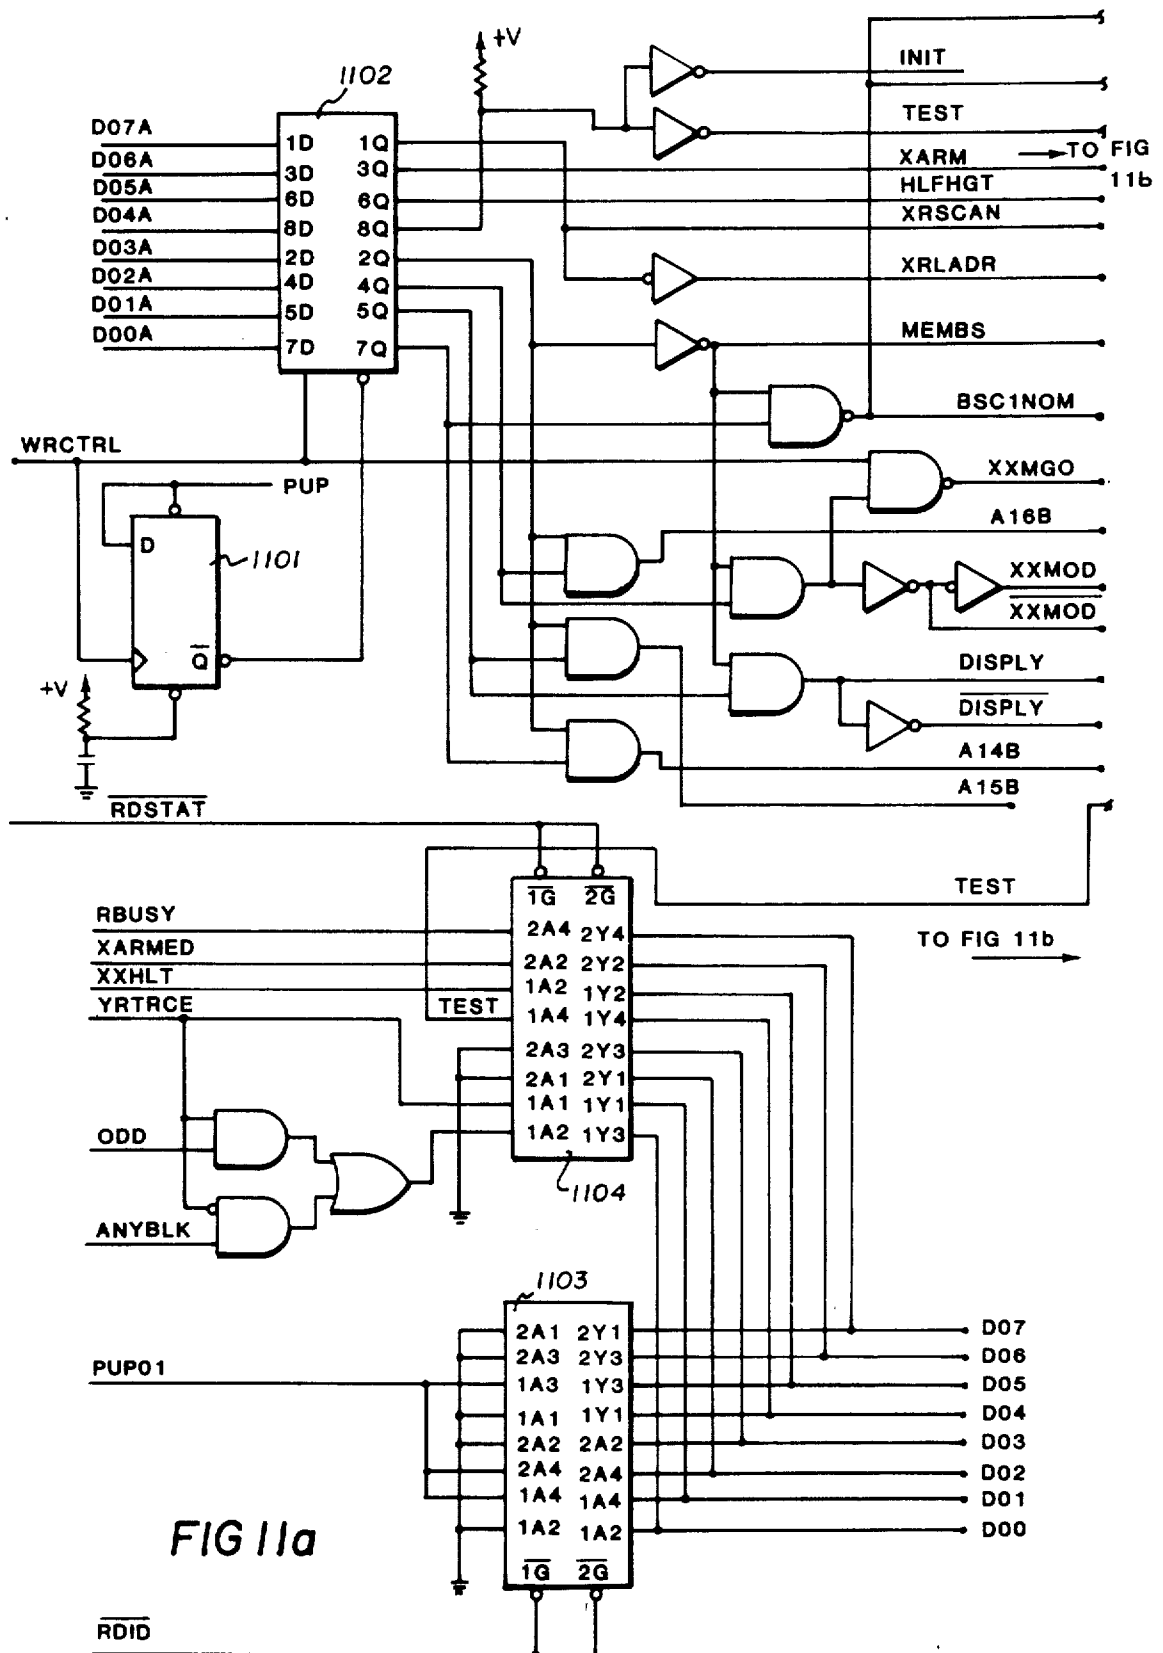 +V
1102
INIT
D07A
1D
1Q
TEST
D06A
3D
3Q
XARM
TO FIG
11b
D05A
6D
6Q
HLFHGT
D04A
8D
8Q
XRSCAN
D03A
2D
2Q
XRLADR
D02A
4D
4Q
D01A
5D
5Q
D00A
7D
7Q
MEMBS
BSC1NOM
WRCTRL
XXMGO
PUP
A16B
D
1101
XXMOD
XXMOD
Q
DISPLY
+V
DISPLY
A14B
A15B
RDSTAT
1G
2G
TEST
RBUSY
2A4
2Y4
TO FIG 11b
XARMED
2A2
2Y2
XXHLT
1A2
1Y2
YRTRCE
TEST
1A4
1Y4
2A3
2Y3
2A1
2Y1
1A1
1Y1
ODD
1A2
1Y3
1104
ANYBLK
1103
2A1
2Y1
D07
2A3
2Y3
D06
PUP01
1A3
1Y3
D05
1A1
1Y1
D04
2A2
2A2
D03
2A4
2A4
D02
1A4
1A4
D01
1A2
1A2
D00
FIG 11a
1G
2G
RDID